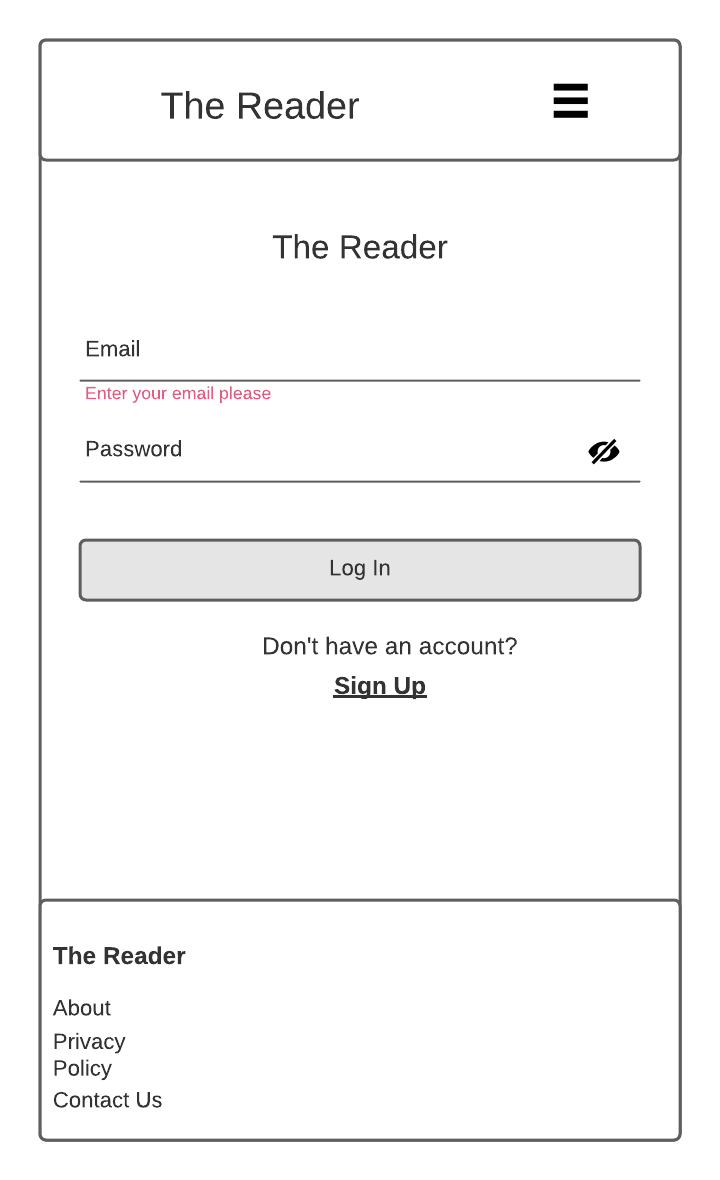 The Reader
The Reader
Email
Enter your email please
Password
Log In
Don't have an account?
Sign Up
The Reader
About
Privacy
Policy
Contact Us